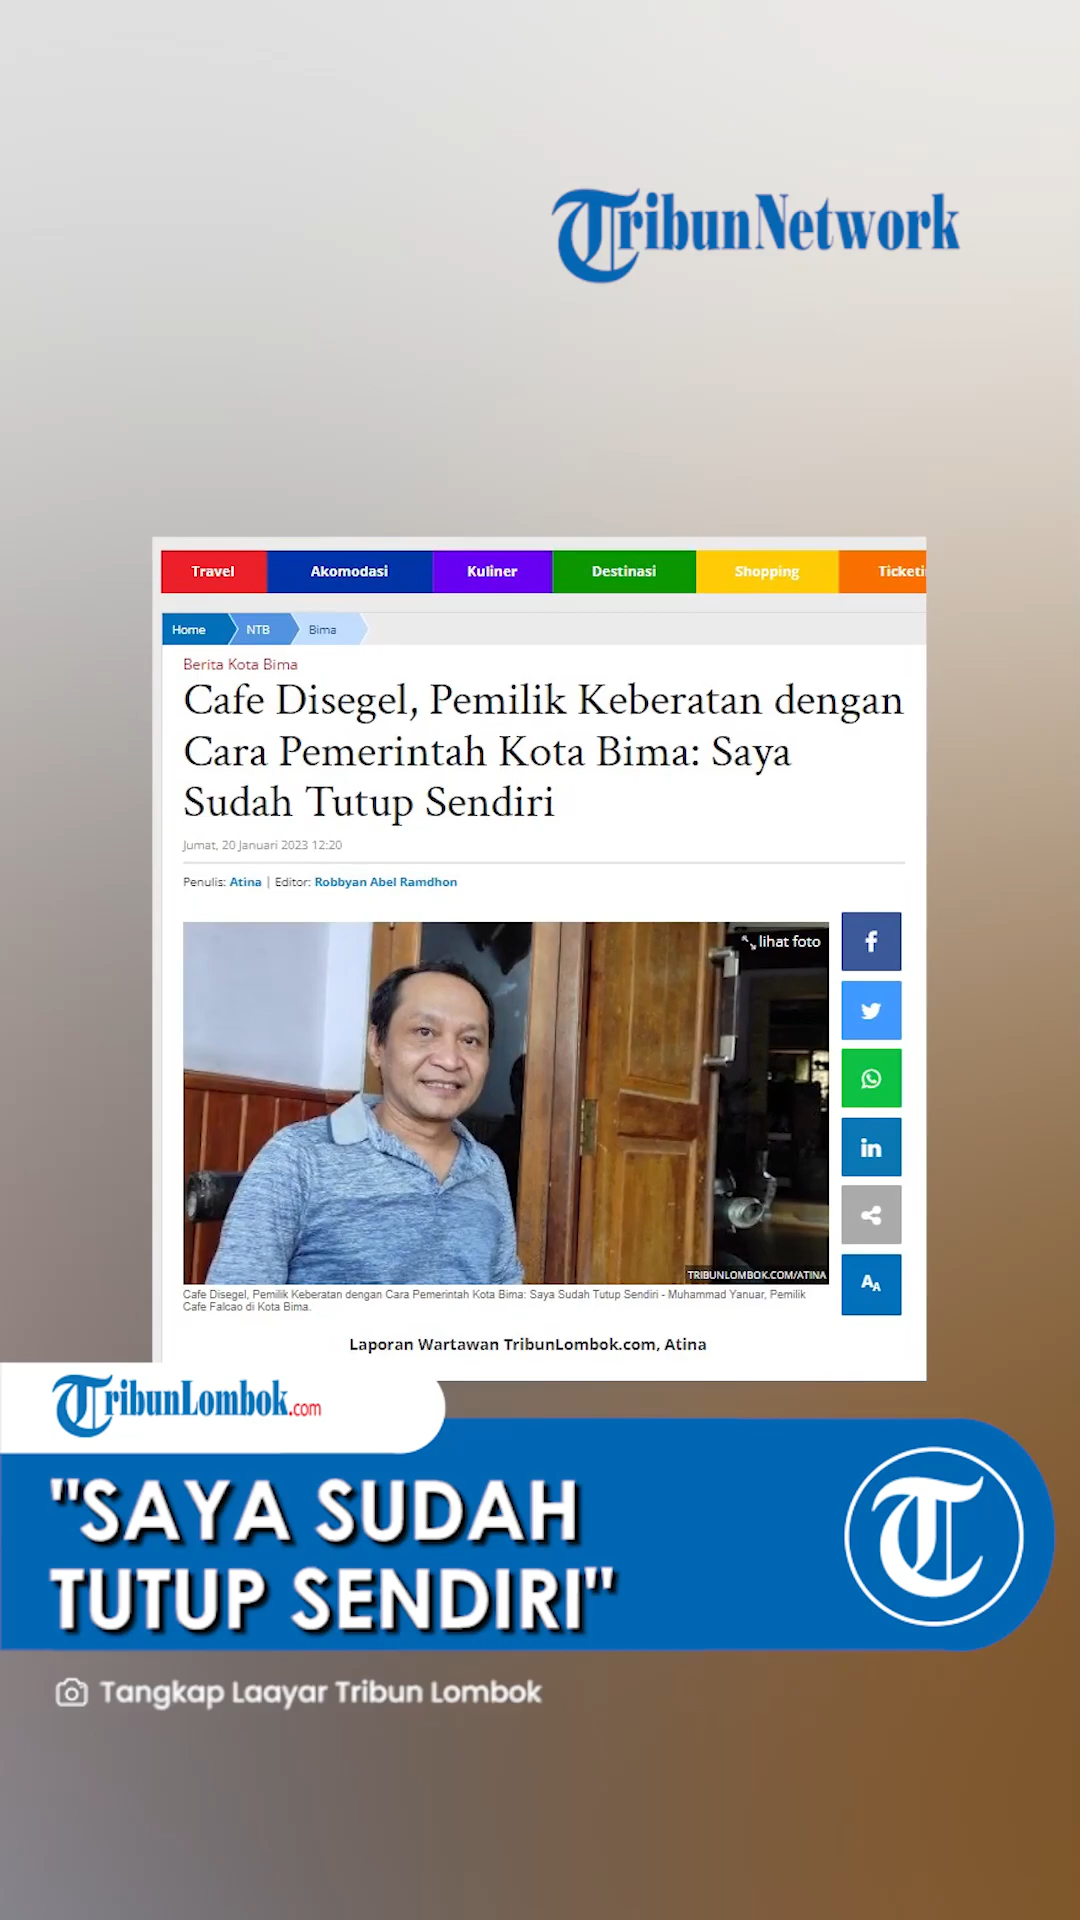 TribunNetwork
Travel
Akomodasi
Kuliner
Destinasi
Shopping
Ticketi
Home
NTB
Bima
Berita Kota Bima
Cafe Disegel, Pemilik Keberatan dengan
Cara Pemerintah Kota Bima: Saya
Sudah Tutup Sendiri
Jumat, 20 Januari 2023 12:20
Penulis: Atina | Editor: Robbyan Abel Ramdhon
lihat foto
TRIBUNLOMBOK.COM/ATINA
Cafe Disegel, Pemilik Keberatan dengan Cara Pemerintah Kota Bima: Saya Sudah Tutup Sendiri - Muhammad Yanuar, Pemilik
Cafe Falcao di Kota Bima.
Laporan Wartawan TribunLombok.com, Atina
TribunLombok.com
"SAYA SUDAH
TUTUP SENDIRI"
Tangkap Laayar Tribun Lombok